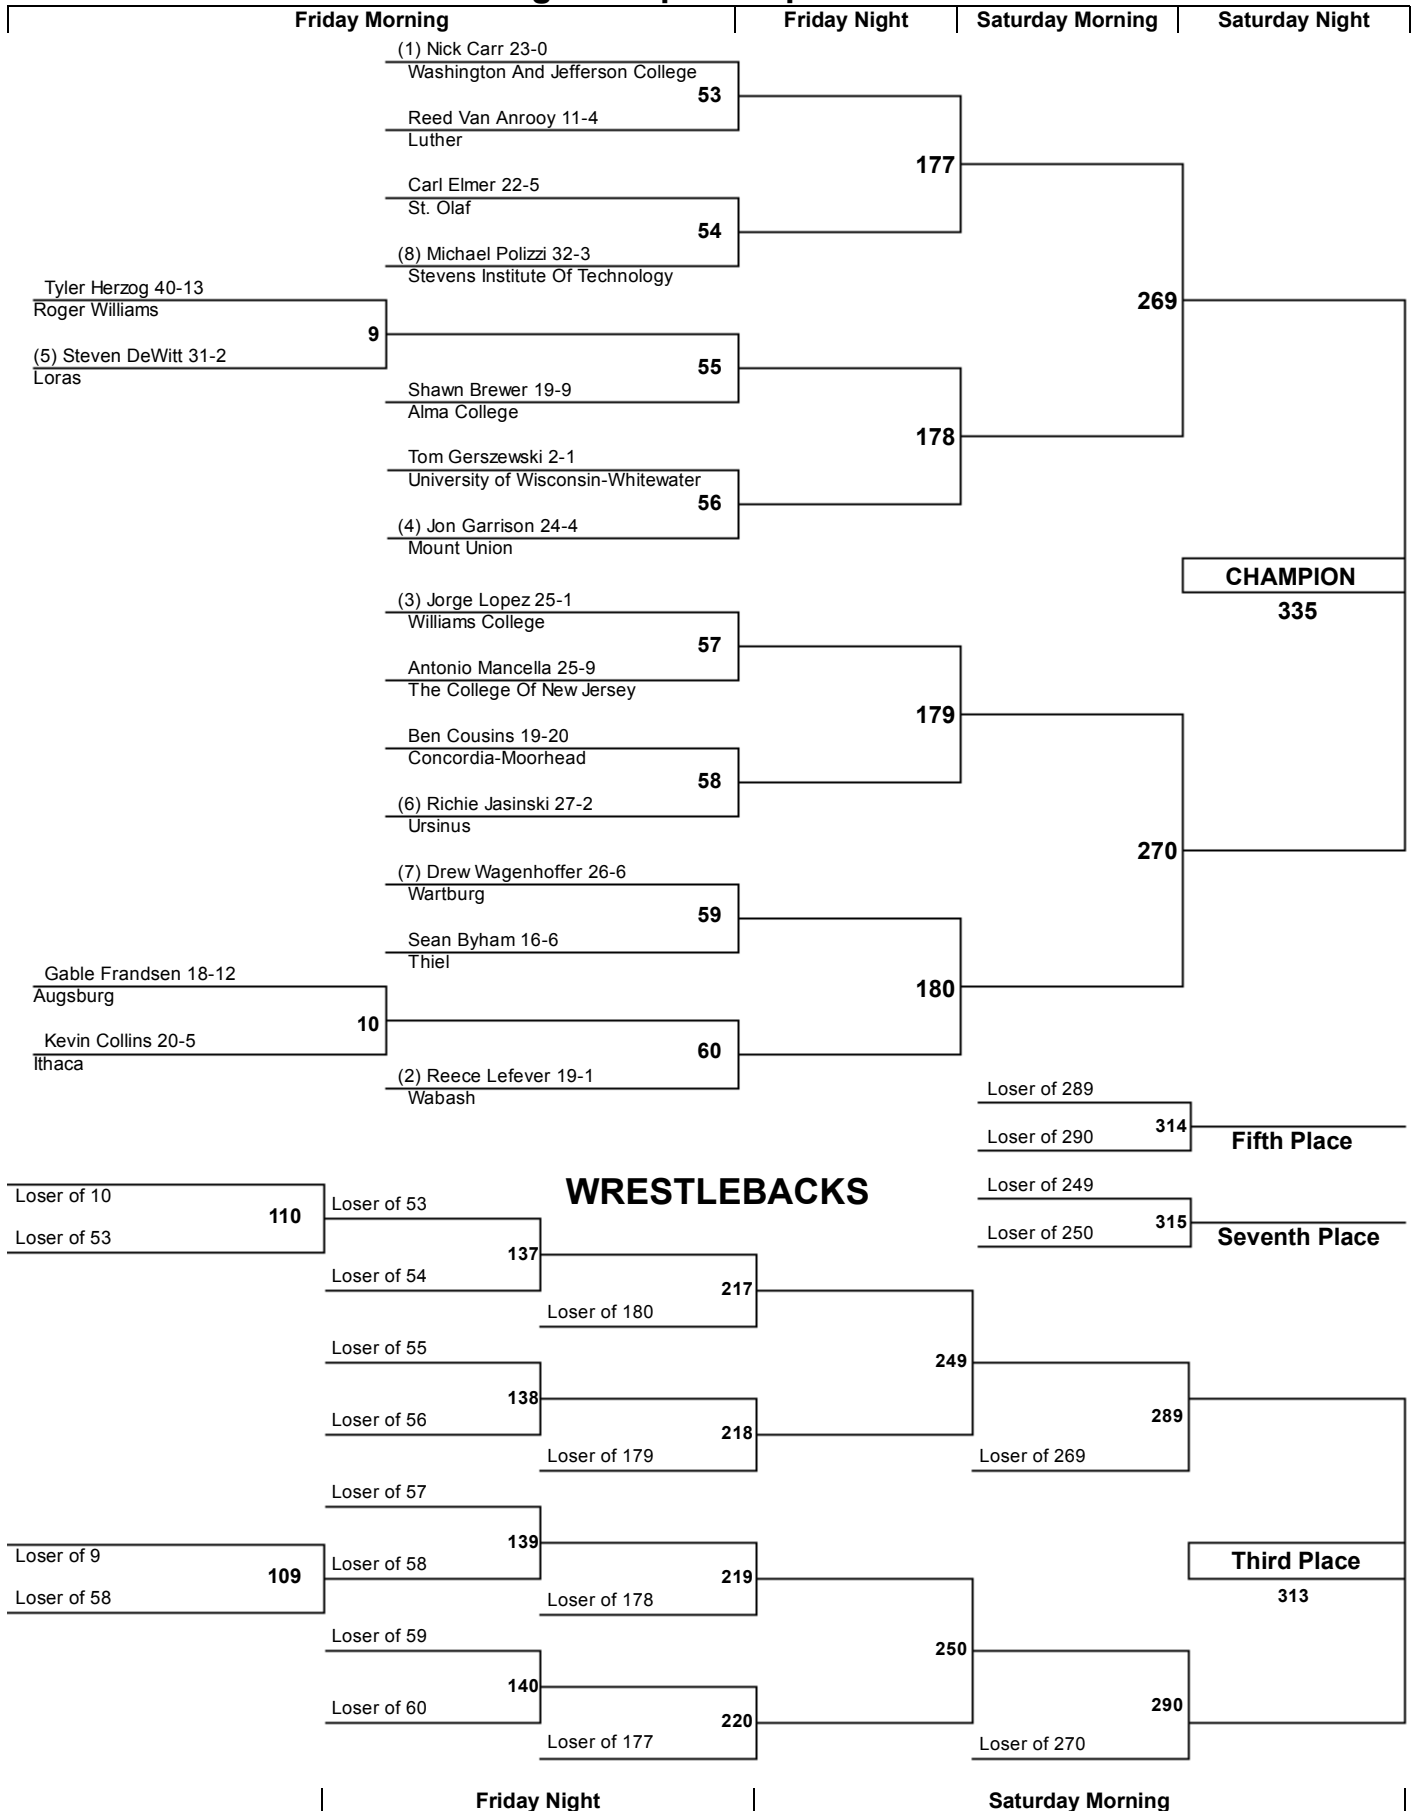 Friday Morning Friday Night Saturday Morning Saturday Night
(1) Nick Carr 23-0
Washington And Jefferson College
53
Reed Van Anrooy 11-4
Luther
177
Carl Elmer 22-5
St. Olaf
54
(8) Michael Polizzi 32-3
Stevens Institute Of Technology
Tyler Herzog 40-13
Roger Williams
269
9
(5) Steven DeWitt 31-2
Loras
55
Shawn Brewer 19-9
Alma College
178
Tom Gerszewski 2-1
University of Wisconsin-Whitewater
56
(4) Jon Garrison 24-4
Mount Union
CHAMPION
335
(3) Jorge Lopez 25-1
Williams College
57
Antonio Mancella 25-9
The College Of New Jersey
179
Ben Cousins 19-20
Concordia-Moorhead
58
(6) Richie Jasinski 27-2
Ursinus
270
(7) Drew Wagenhoffer 26-6
Wartburg
59
Sean Byham 16-6
Thiel
Gable Frandsen 18-12
Augsburg
180
10
Kevin Collins 20-5
Ithaca
60
(2) Reece Lefever 19-1
Wabash
Loser of 289
314
Loser of 290
Fifth Place
WRESTLEBACKS
Loser of 249
315
Loser of 250
Seventh Place
Loser of 10
110
Loser of 53
Loser of 53
137
Loser of 54
217
Loser of 180
Loser of 55
249
138
Loser of 56
218
Loser of 179
289
Loser of 269
Loser of 57
139
Loser of 9
109
Loser of 58
Loser of 58
219
Loser of 178
Third Place
313
Loser of 59
250
140
Loser of 60
220
Loser of 177
290
Loser of 270
Friday Night Saturday Morning